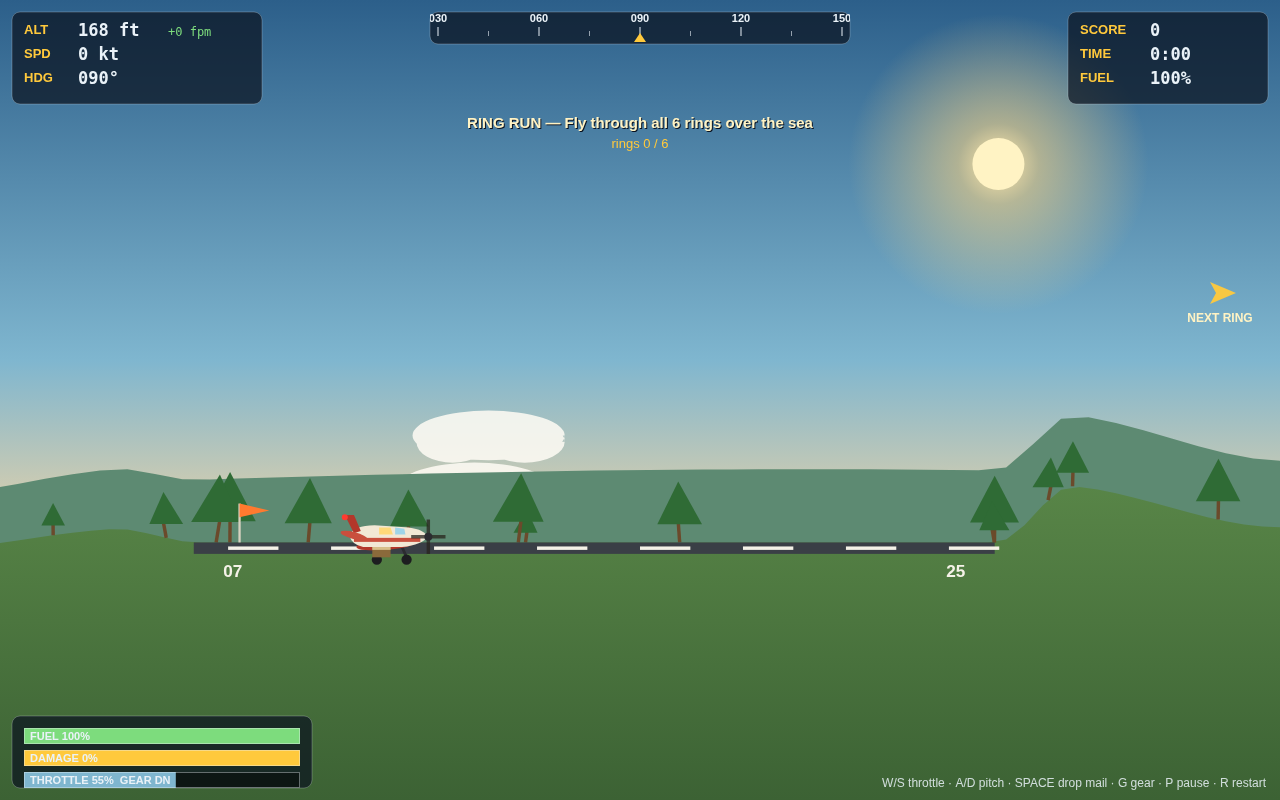 ALT 168 ft +0 fpm
SPD 0 kt
HDG 090°
030 060 090 120 150
SCORE 0
TIME 0:00
FUEL 100%
RING RUN — Fly through all 6 rings over the sea
rings 0 / 6
NEXT RING
07
25
FUEL 100%
DAMAGE 0%
THROTTLE 55% GEAR DN
W/S throttle · A/D pitch · SPACE drop mail · G gear · P pause · R restart